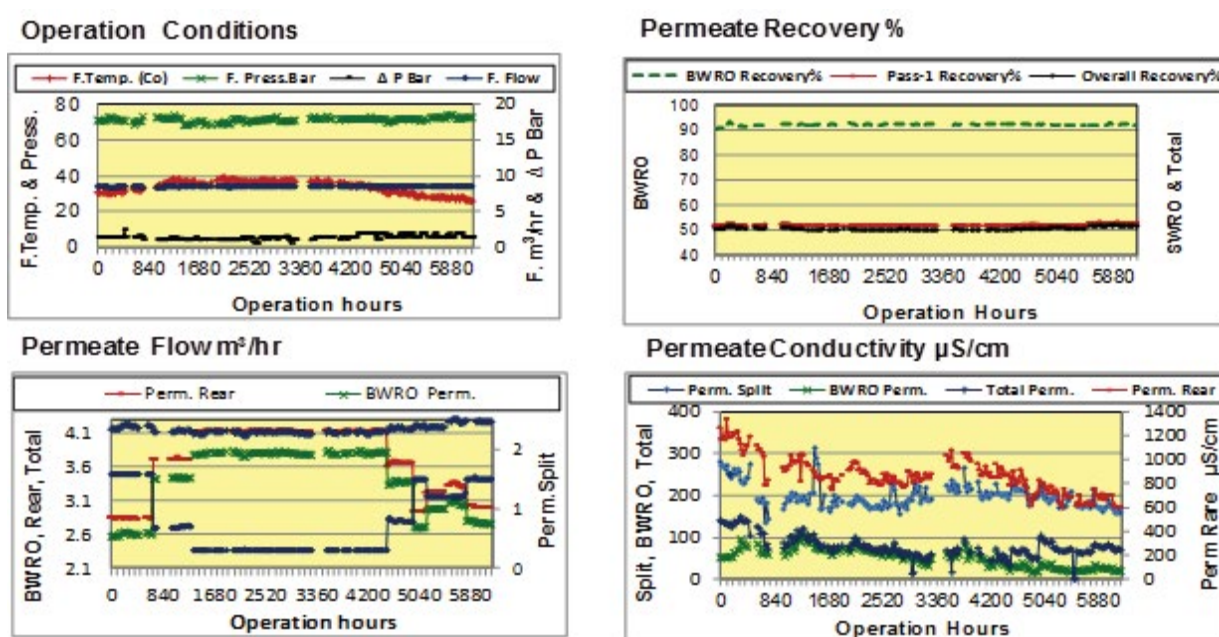 Operation Conditions
F.Temp. (Co) F. Press.Bar Δ P Bar F. Flow
F.Temp. & Press.
80
60
40
20
0
20
15
10
5
0
F. m³/hr & Δ P Bar
0 840 1680 2520 3360 4200 5040 5880
Operation hours
Permeate Recovery %
BWRO Recovery% Pass-1 Recovery% Overall Recovery%
BWRO
100
90
80
70
60
50
40
SWRO & Total
0 840 1680 2520 3360 4200 5040 5880
Operation Hours
Permeate Flow m³/hr
Perm. Rear BWRO Perm.
BWRO, Rear, Total
4.1
3.6
3.1
2.6
2.1
2
1
0
Perm.Split
0 840 1680 2520 3360 4200 5040 5880
Operation hours
Permeate Conductivity µS/cm
Perm. Split BWRO Perm. Total Perm. Perm. Rear
Split, BWRO, Total
400
300
200
100
0
1400
1200
1000
800
600
400
200
0
Perm Rare µS/cm
0 840 1680 2520 3360 4200 5040 5880
Operation Hours